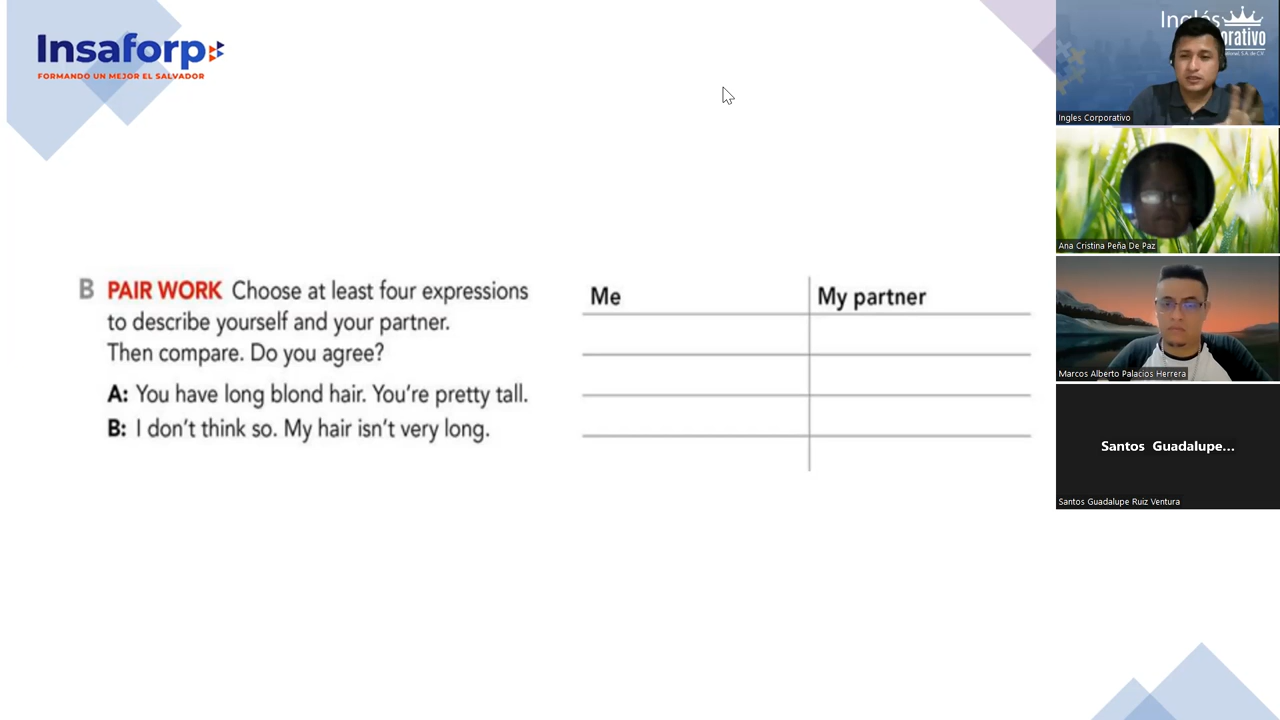 Insaforp
FORMANDO UN MEJOR EL SALVADOR
B PAIR WORK Choose at least four expressions
to describe yourself and your partner.
Then compare. Do you agree?
A: You have long blond hair. You're pretty tall.
B: I don't think so. My hair isn't very long.
Me
My partner
Inglés
Ingles Corporativo
Ana Cristina Peña De Paz
Marcos Alberto Palacios Herrera
Santos Guadalupe...
Santos Guadalupe Ruiz Ventura